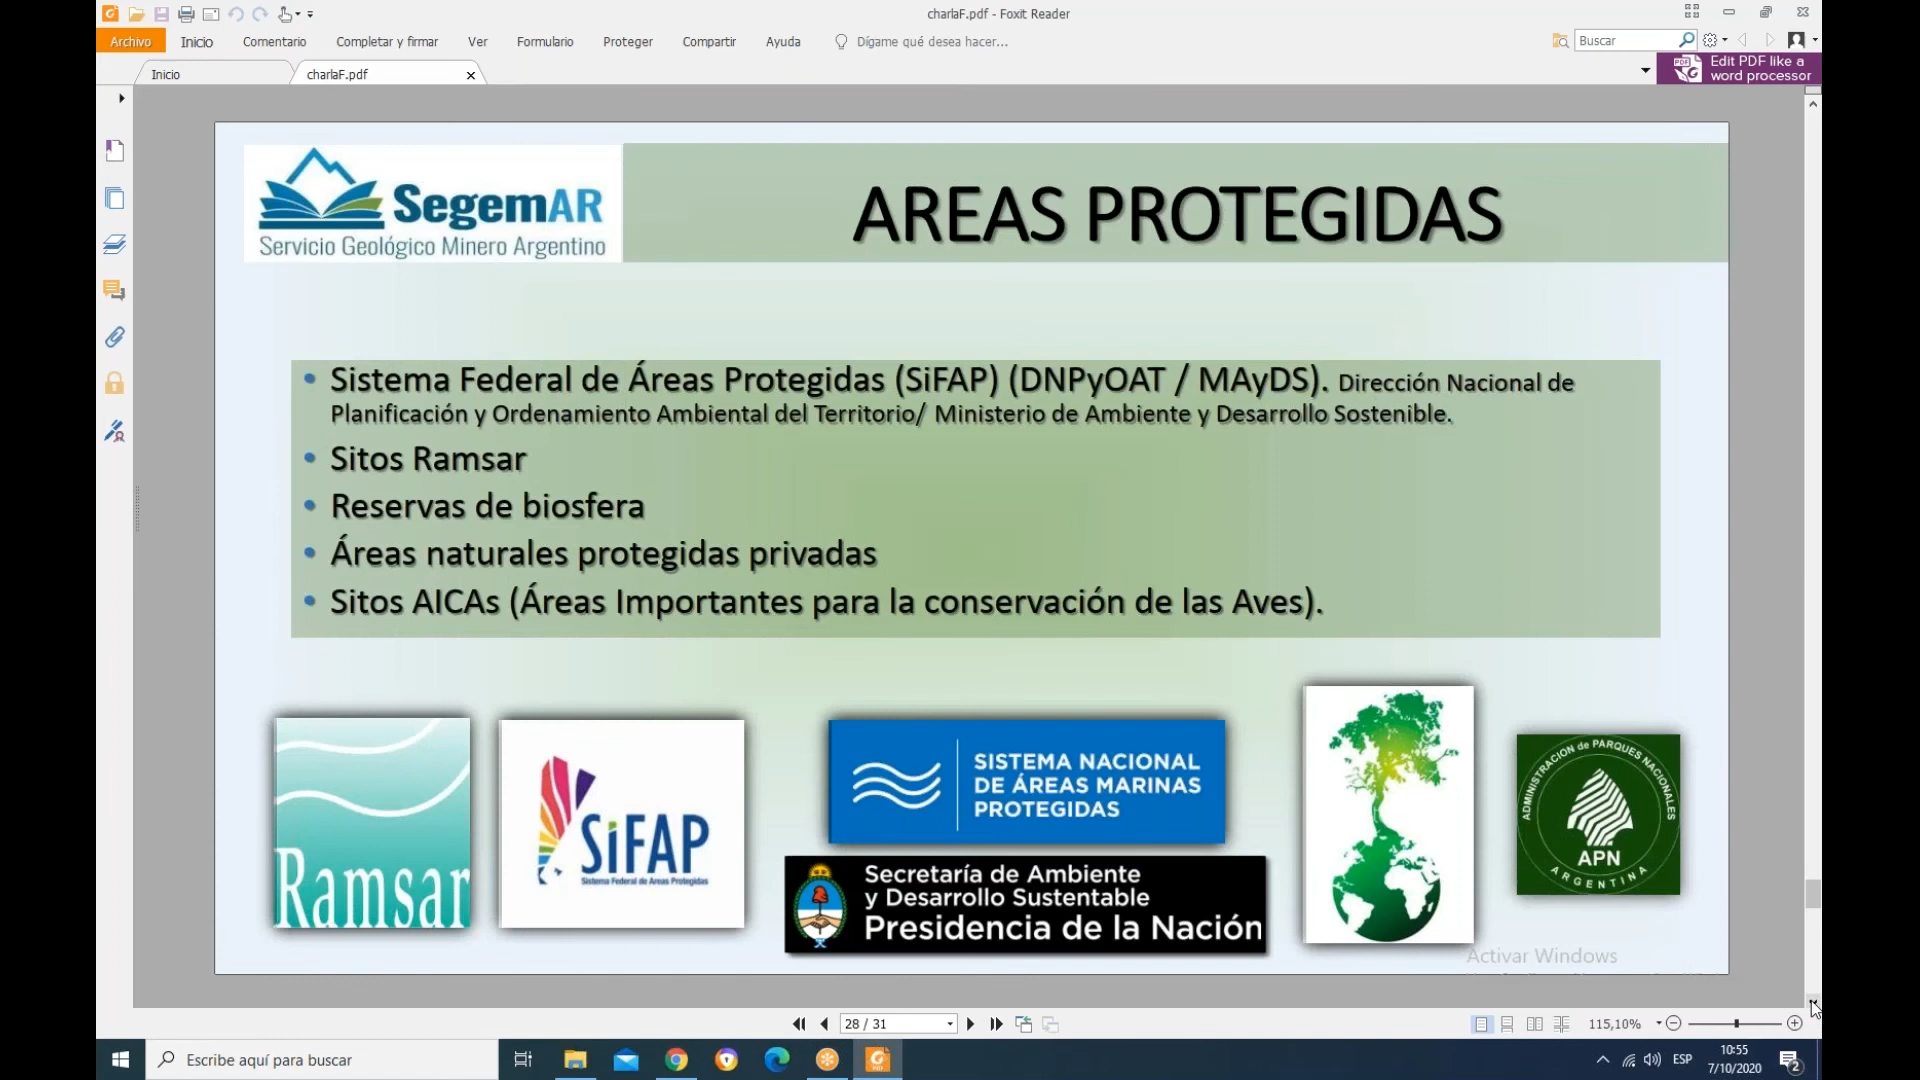 charlaF.pdf - Foxit Reader
Archivo Inicio Comentario Completar y firmar Ver Formulario Proteger Compartir Ayuda Dígame qué desea hacer... Buscar
Inicio charlaF.pdf
Edit PDF like a
word processor
SegemAR
Servicio Geológico Minero Argentino
AREAS PROTEGIDAS
• Sistema Federal de Áreas Protegidas (SiFAP) (DNPyOAT / MAyDS). Dirección Nacional de
Planificación y Ordenamiento Ambiental del Territorio/ Ministerio de Ambiente y Desarrollo Sostenible.
• Sitos Ramsar
• Reservas de biosfera
• Áreas naturales protegidas privadas
• Sitos AICAs (Áreas Importantes para la conservación de las Aves).
Ramsar
SiFAP
Sistema Federal de Areas Protegidas
SISTEMA NACIONAL
DE ÁREAS MARINAS
PROTEGIDAS
Secretaría de Ambiente
y Desarrollo Sustentable
Presidencia de la Nación
ADMINISTRACION de PARQUES NACIONALES
APN
ARGENTINA
Activar Windows
28 / 31
115,10%
Escribe aquí para buscar
ESP
10:55
7/10/2020
2